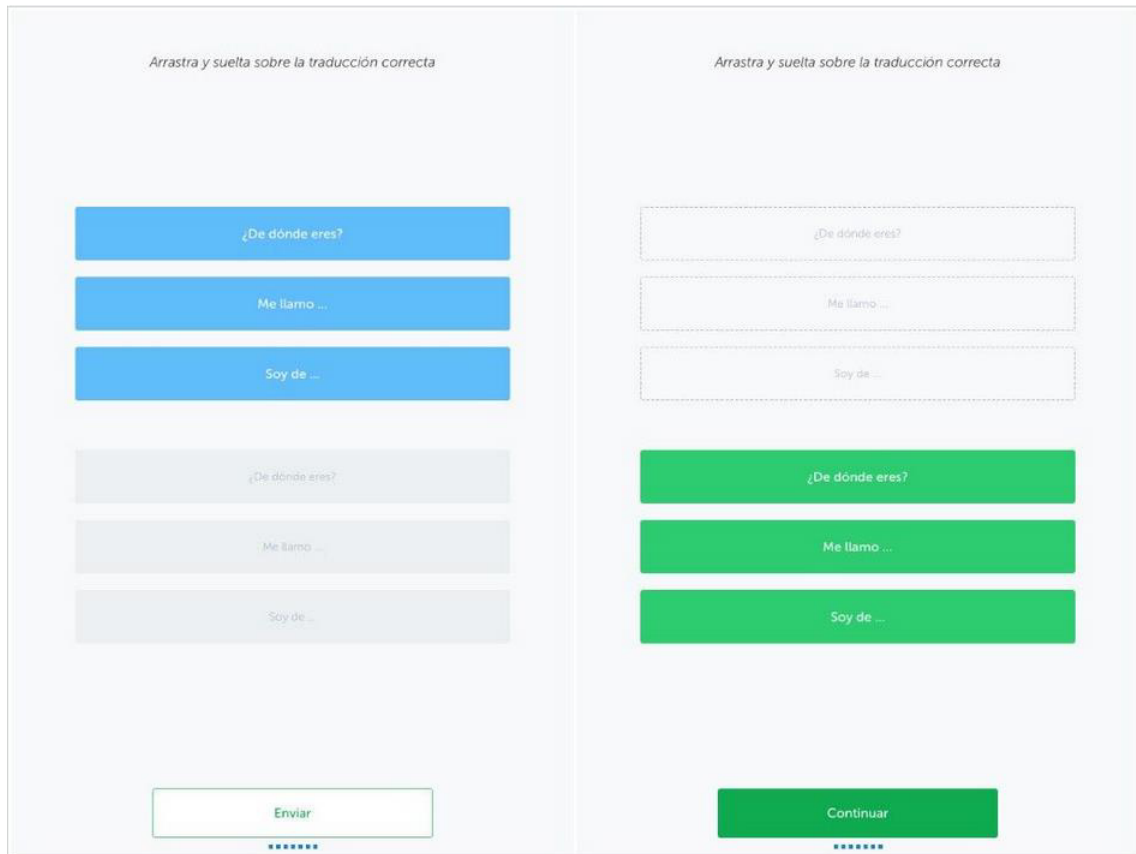 Arrastra y suelta sobre la traducción correcta
¿De dónde eres?
Me llamo ...
Soy de ...
¿De dónde eres?
Me llamo ...
Soy de ...
Enviar
Arrastra y suelta sobre la traducción correcta
¿De dónde eres?
Me llamo ...
Soy de ...
¿De dónde eres?
Me llamo ...
Soy de ...
Continuar